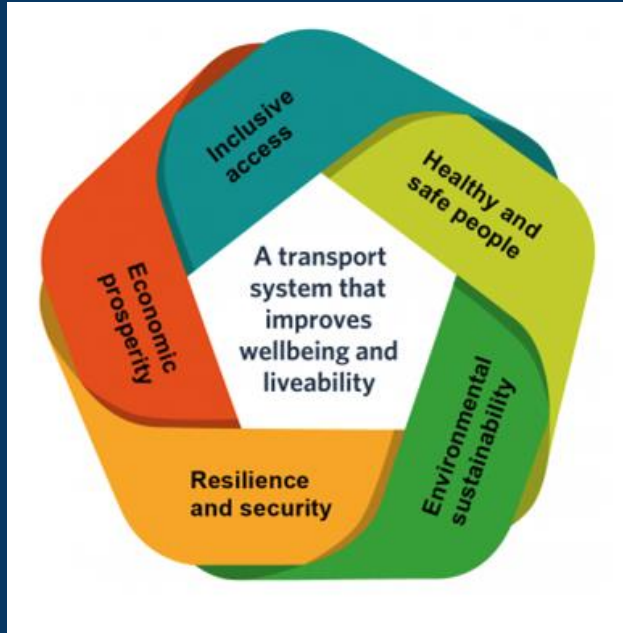 Inclusive
access
Healthy and
safe people
A transport
system that
improves
wellbeing and
liveability
Economic
prosperity
Environmental
sustainability
Resilience
and security